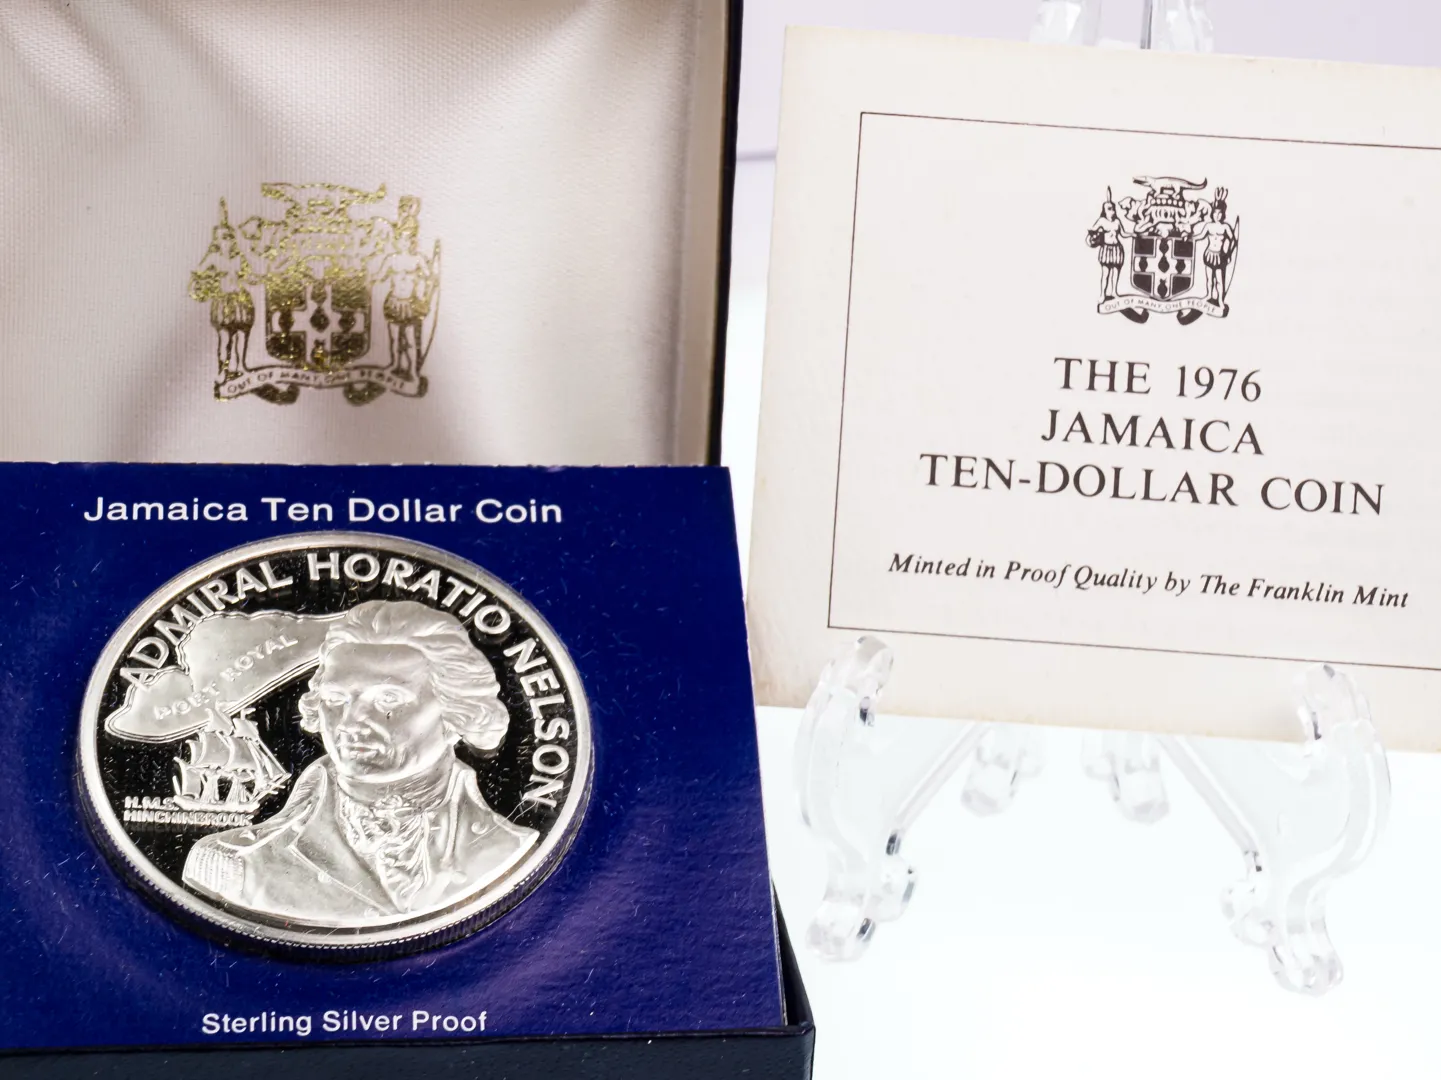 OUT OF MANY, ONE PEOPLE
Jamaica Ten Dollar Coin
ADMIRAL HORATIO NELSON
PORT ROYAL
H.M.S.
HINCHINBROOK
Sterling Silver Proof
OUT OF MANY, ONE PEOPLE
THE 1976
JAMAICA
TEN-DOLLAR COIN
Minted in Proof Quality by The Franklin Mint